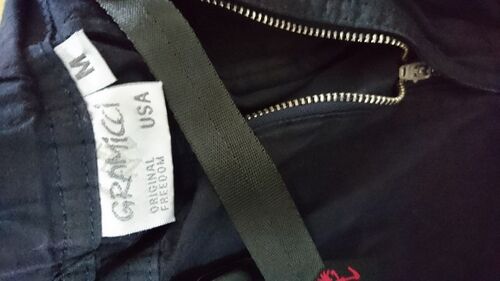 M
GRAMICCI
USA
ORIGINAL
FREEDOM